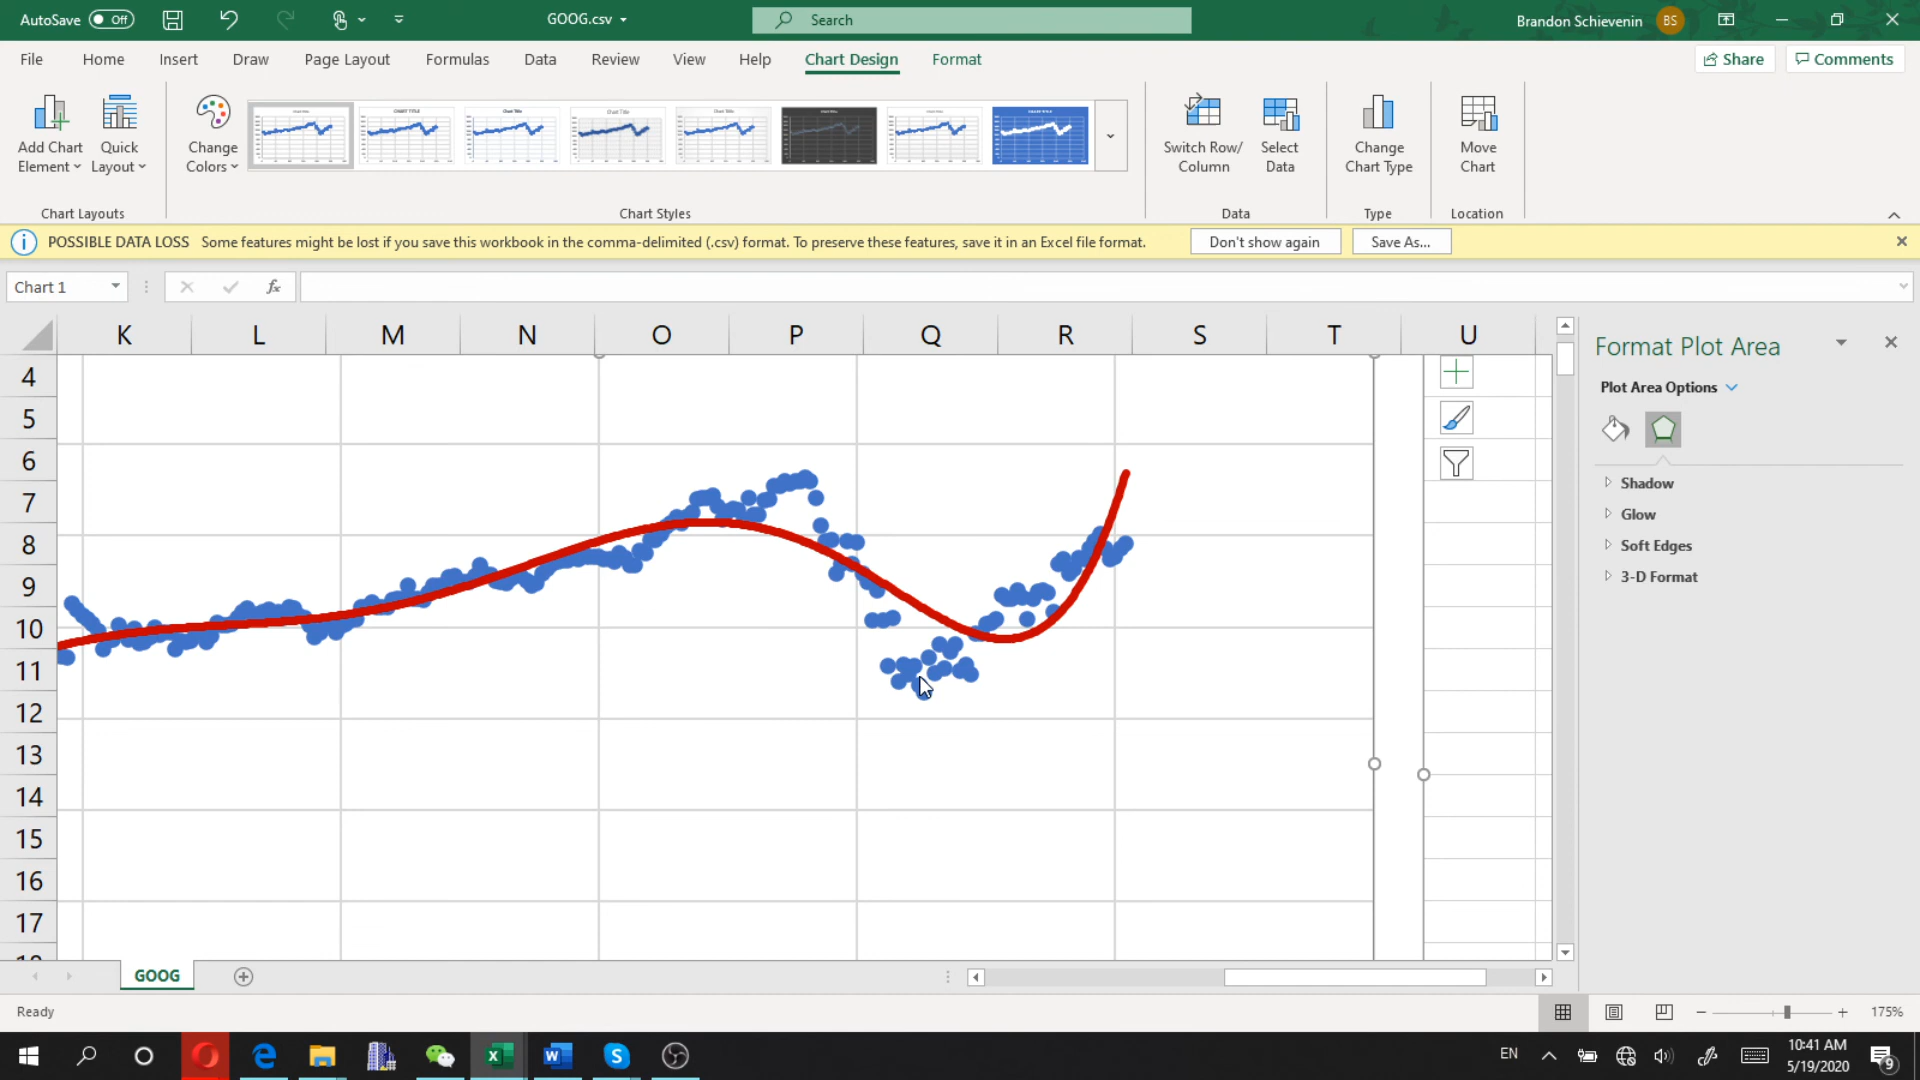 AutoSave Off GOOG.csv Search Brandon Schievenin BS
File Home Insert Draw Page Layout Formulas Data Review View Help Chart Design Format Share Comments
Add Chart Element Quick Layout Change Colors Switch Row/ Column Select Data Change Chart Type Move Chart
Chart Layouts Chart Styles Data Type Location
POSSIBLE DATA LOSS Some features might be lost if you save this workbook in the comma-delimited (.csv) format. To preserve these features, save it in an Excel file format. Don't show again Save As...
Chart 1 fx
K L M N O P Q R S T U
4
5
6
7
8
9
10
11
12
13
14
15
16
17
Format Plot Area
Plot Area Options
Shadow
Glow
Soft Edges
3-D Format
GOOG
Ready 175%
EN 10:41 AM
5/19/2020 9